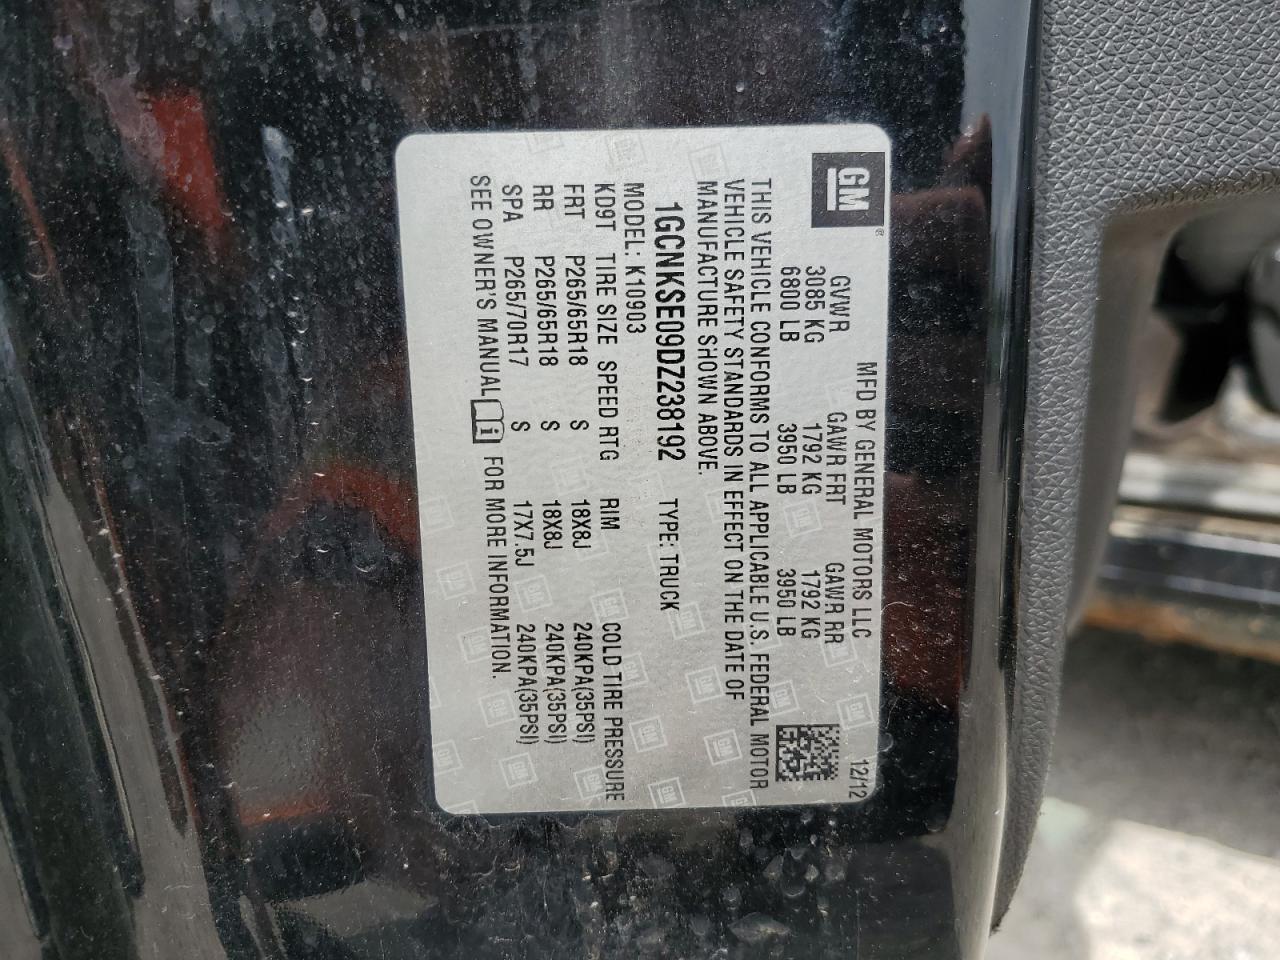 GM®
MFD BY GENERAL MOTORS LLC 12/12
GVWR GAWR FRT GAWR RR
3085 KG 1792 KG 1792 KG
6800 LB 3950 LB 3950 LB
THIS VEHICLE CONFORMS TO ALL APPLICABLE U.S. FEDERAL MOTOR
VEHICLE SAFETY STANDARDS IN EFFECT ON THE DATE OF
MANUFACTURE SHOWN ABOVE.
1GCNKSE09DZ238192 TYPE: TRUCK
MODEL: K10903
KD9T TIRE SIZE SPEED RTG RIM COLD TIRE PRESSURE
FRT P265/65R18 S 18X8J 240KPA(35PSI)
RR P265/65R18 S 18X8J 240KPA(35PSI)
SPA P265/70R17 S 17X7.5J 240KPA(35PSI)
SEE OWNER'S MANUAL i FOR MORE INFORMATION.